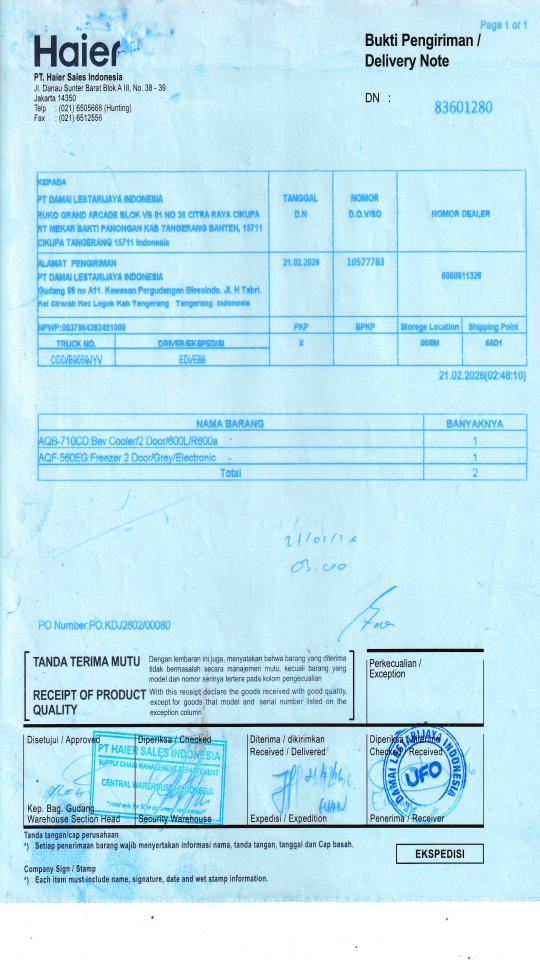 Page 1 of 1
Haier
Bukti Pengiriman /
Delivery Note
PT. Haier Sales Indonesia
Jl. Danau Sunter Barat Blok A III, No. 38 - 39
Jakarta 14350
Telp : (021) 6505668 (Hunting)
Fax : (021) 6512556
DN : 83601280
KEPADA
PT DAMAI LESTARIJAYA INDONESIA
RUKO GRAND ARCADE BLOK VB 01 NO 36 CITRA RAYA CIKUPA
RT MEKAR BAKTI PANONGAN KAB TANGERANG BANTEN, 15711
CIKUPA TANGERANG 15711 Indonesia
TANGGAL
D.N
NOMOR
D.O.V/SO
NOMOR DEALER
ALAMAT PENGIRIMAN
PT DAMAI LESTARIJAYA INDONESIA
Gudang 88 no A11. Kawasan Pergudangan Blessindo. Jl. H Tabri.
Kel Cirarab Kec Legok Kab Tangerang Tangerang Indonesia
21.02.2026
10577783
6060611326
NPWP:0037964362451000
PKP
BPKP
Storege Location
Shipping Point
TRUCK NO.
DRIVER/EKSPEDISI
X
00SM
66D1
CDD/B9059JYV
21.02.2026(02:48:10)
NAMA BARANG
BANYAKNYA
AQB-710CD:Bev Cooler/2 Door/600L/R600a
1
AQF-560EG:Freezer 2 Door/Grey/Electronic
1
Total
2
PO Number:PO.KDJ2602/00080
TANDA TERIMA MUTU
Dengan lembaran ini juga, menyatakan bahwa barang yang diterima
tidak bermasalah secara manajemen mutu, kecuali barang yang
model dan nomor serinya tertera pada kolom pengecualian
RECEIPT OF PRODUCT
QUALITY
With this receipt declare the goods received with good quality,
except for goods that model and serial number listed on the
exception column
Perkecualian /
Exception
Disetujui / Approved
Diperiksa / Checked
Diterima / dikirimkan
Received / Delivered
Diperiksa / Diterima
Checked / Received
PT HAIER SALES INDONESIA
SUPPLY CHAIN MANAGEMENT DEPARTEMENT
CENTRAL WAREHOUSE INDONESIA
DAMAI LESTARIJAYA INDONESIA
UFO
Kep. Bag. Gudang
Warehouse Section Head
Security Warehouse
Expedisi / Expedition
Penerima / Receiver
Tanda tangan/cap perusahaan
*) Setiap penerimaan barang wajib menyertakan informasi nama, tanda tangan, tanggal dan Cap basah.
EKSPEDISI
Company Sign / Stamp
*) Each item must include name, signature, date and wet stamp information.